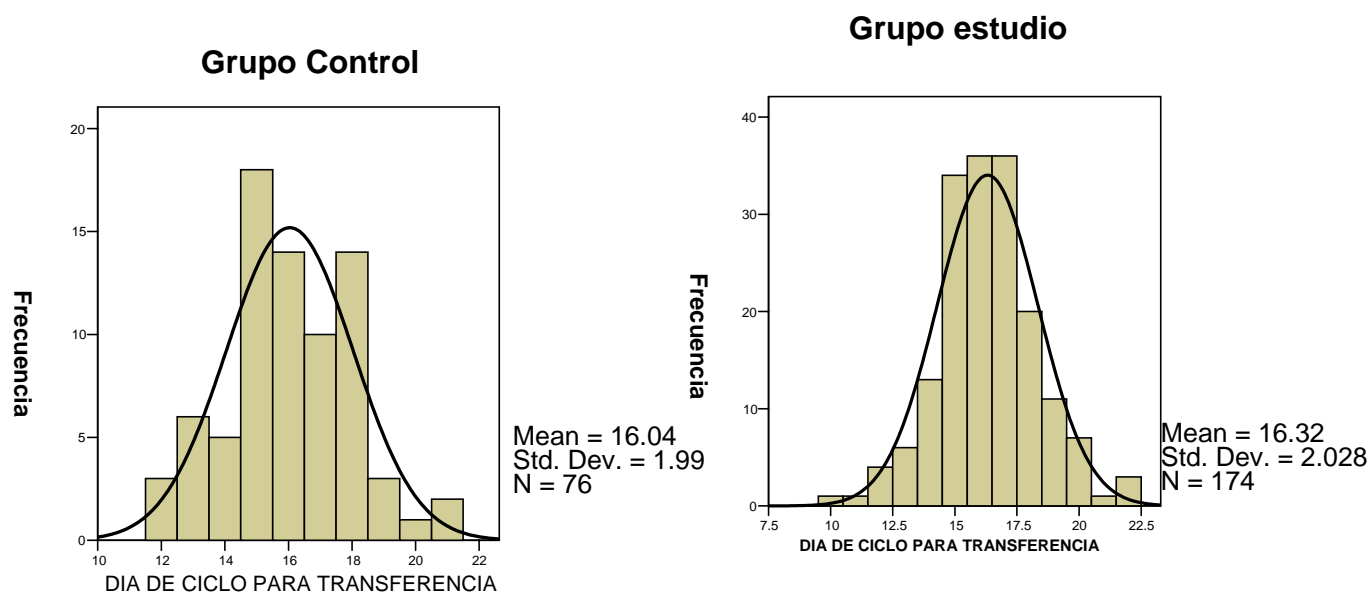 Grupo Control
Frecuencia
20
15
10
5
0
10 12 14 16 18 20 22
DIA DE CICLO PARA TRANSFERENCIA
Mean = 16.04
Std. Dev. = 1.99
N = 76
Grupo estudio
Frecuencia
40
30
20
10
0
7.5 10 12.5 15 17.5 20 22.5
DIA DE CICLO PARA TRANSFERENCIA
Mean = 16.32
Std. Dev. = 2.028
N = 174